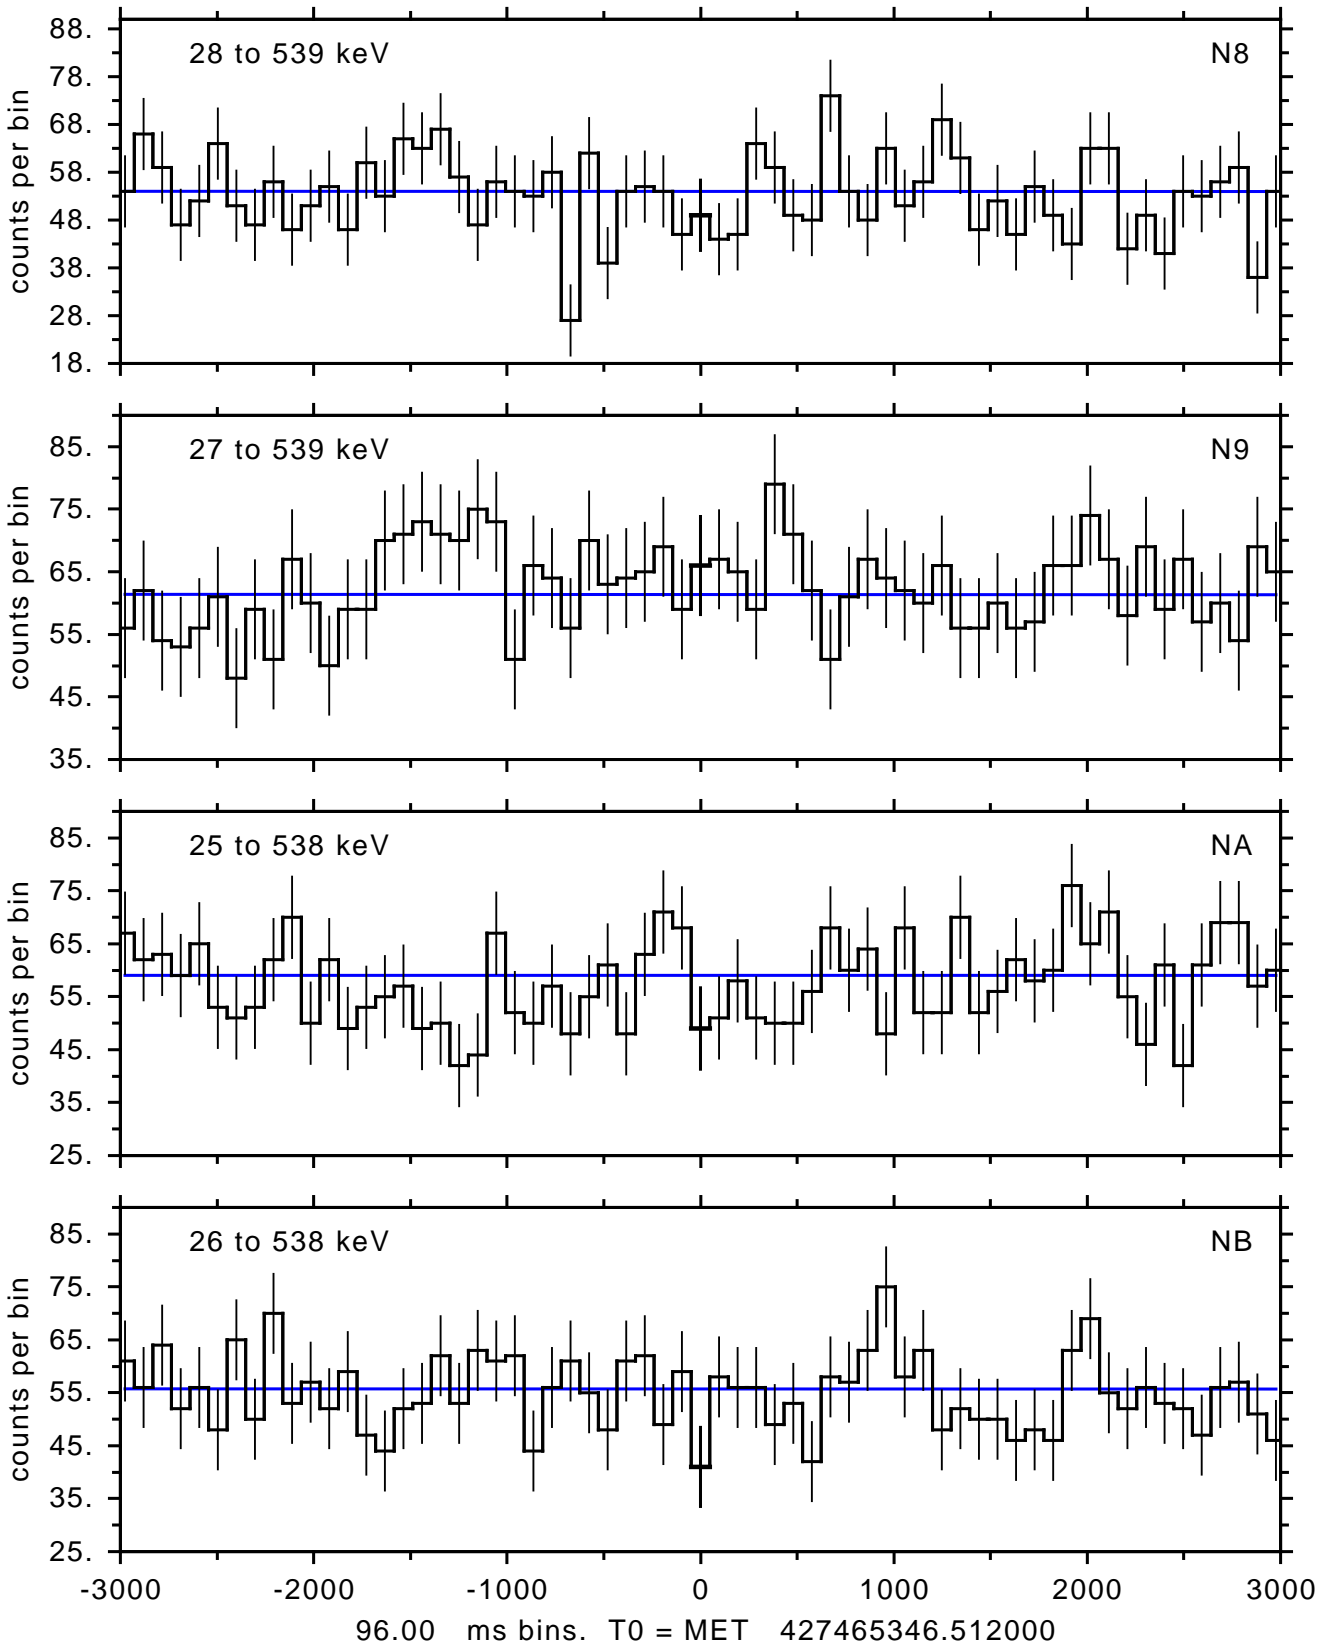 88.
28 to 539 keV N8
78.
68.
58.
48.
38.
28.
18.
counts per bin
27 to 539 keV N9
85.
75.
65.
55.
45.
35.
counts per bin
25 to 538 keV NA
85.
75.
65.
55.
45.
35.
25.
counts per bin
26 to 538 keV NB
85.
75.
65.
55.
45.
35.
25.
counts per bin
-3000 -2000 -1000 0 1000 2000 3000
96.00 ms bins. T0 = MET 427465346.512000